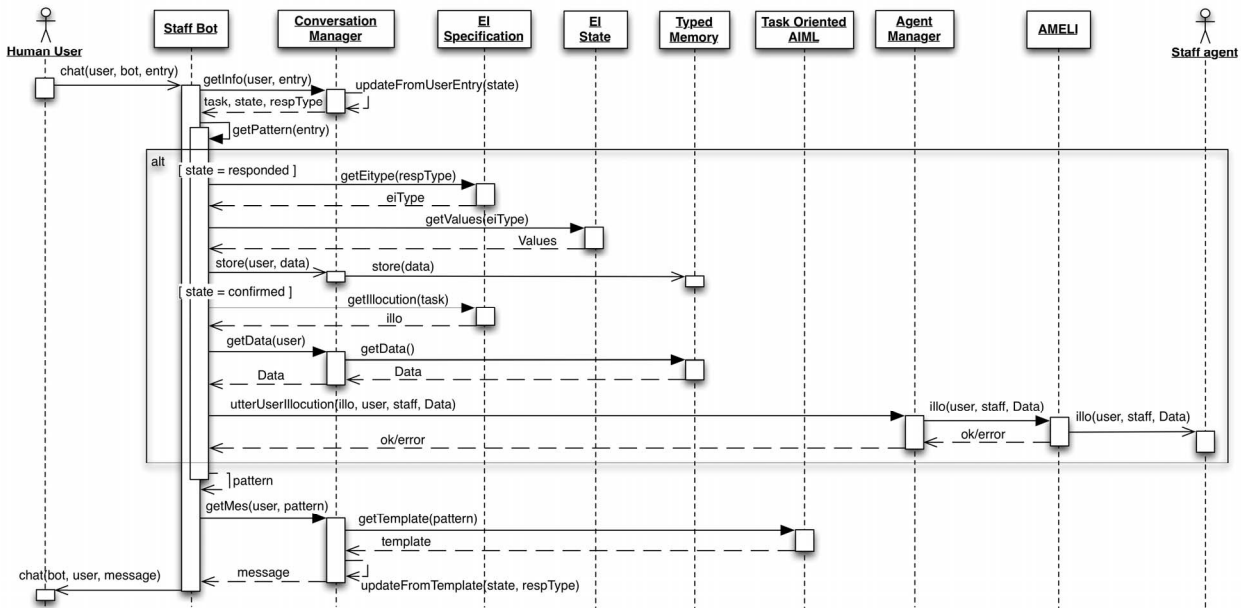 Human User
Staff Bot
Conversation
Manager
EI
Specification
EI
State
Typed
Memory
Task Oriented
AIML
Agent
Manager
AMELI
Staff agent
chat(user, bot, entry)
getInfo(user, entry)
updateFromUserEntry(state)
task, state, respType
getPattern(entry)
alt
[ state = responded ]
getEitype(respType)
eiType
getValues(eiType)
Values
store(user, data)
store(data)
[ state = confirmed ]
getIllocution(task)
illo
getData(user)
getData()
Data
Data
utterUserIllocution(illo, user, staff, Data)
illo(user, staff, Data)
illo(user, staff, Data)
ok/error
ok/error
pattern
getMes(user, pattern)
getTemplate(pattern)
template
message
updateFromTemplate(state, respType)
chat(bot, user, message)